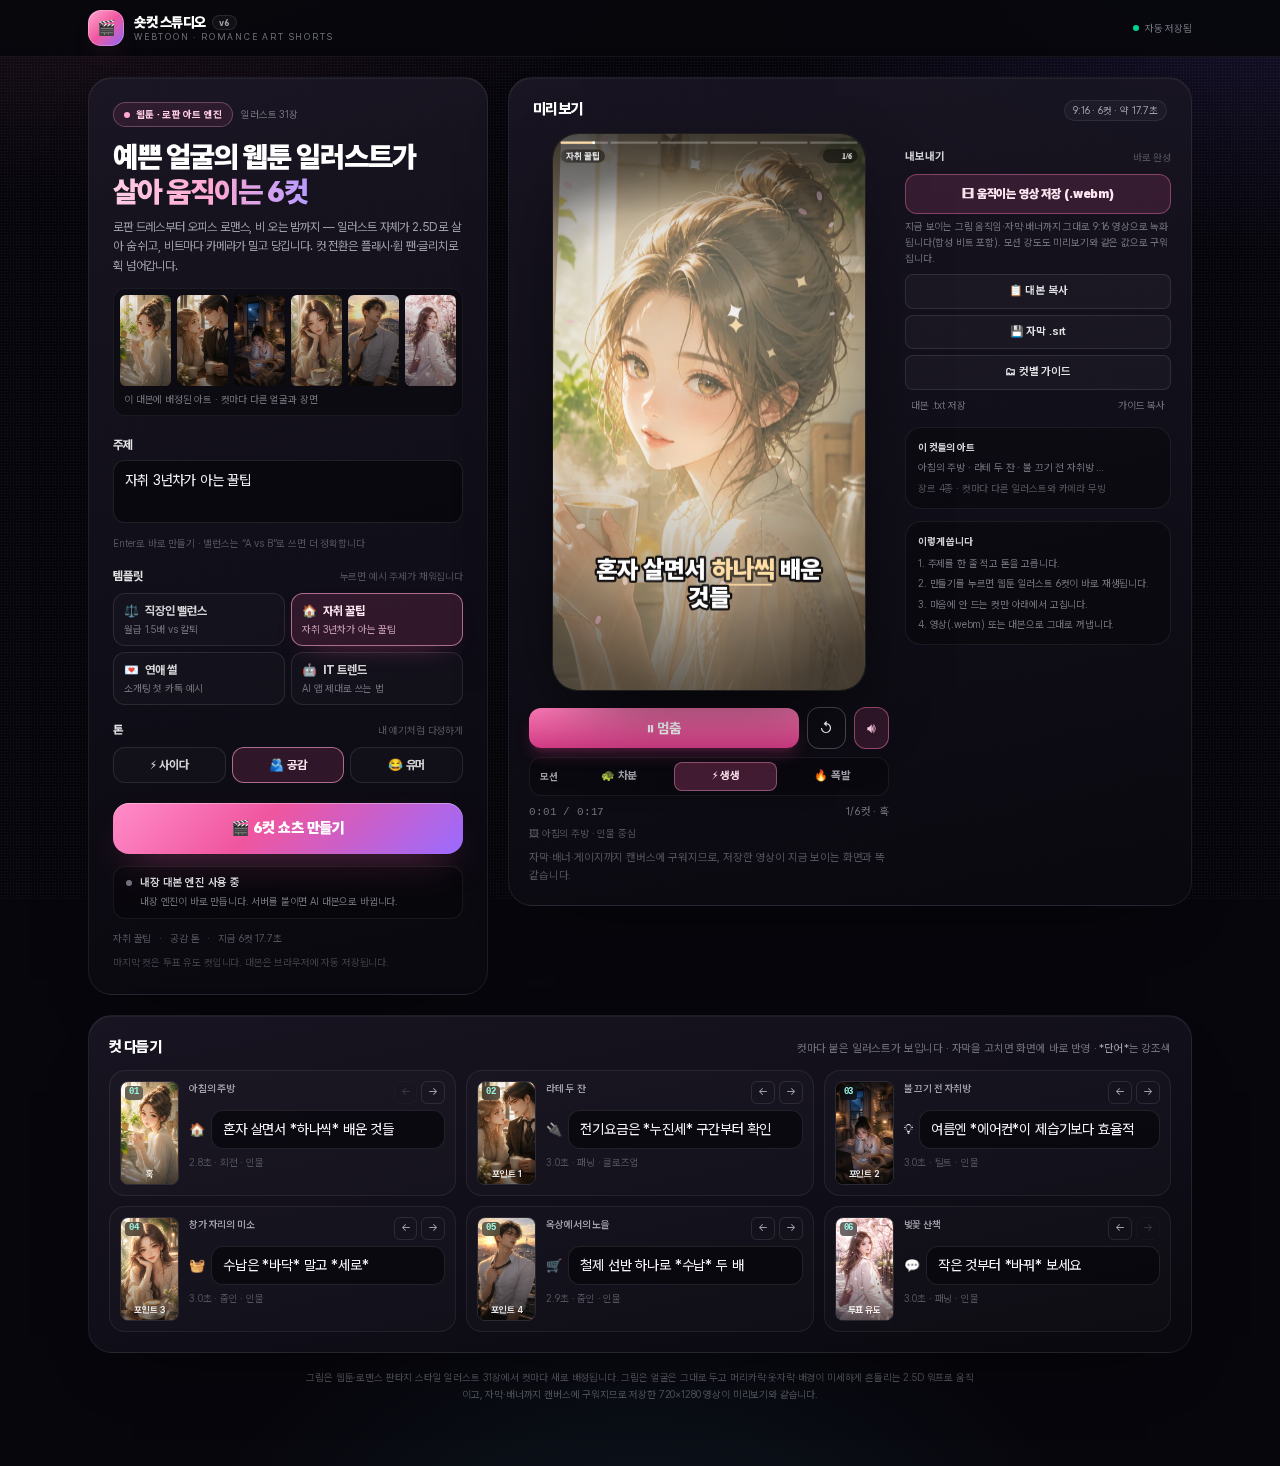 숏컷 스튜디오 v6
WEBTOON · ROMANCE ART SHORTS
자동 저장됨
웹툰 · 로판 아트 엔진 일러스트 31장
예쁜 얼굴의 웹툰 일러스트가
살아 움직이는 6컷
로판 드레스부터 오피스 로맨스, 비 오는 밤까지 — 일러스트 자체가 2.5D로 살
아 숨쉬고, 비트마다 카메라가 밀고 당깁니다. 컷 전환은 플래시·휩 팬·글리치로
휙 넘어갑니다.
이 대본에 배정된 아트 · 컷마다 다른 얼굴과 장면
주제
자취 3년차가 아는 꿀팁
Enter로 바로 만들기 · 밸런스는 “A vs B”로 쓰면 더 정확합니다
템플릿 누르면 예시 주제가 채워집니다
⚖️ 직장인 밸런스
월급 1.5배 vs 칼퇴
🏠 자취 꿀팁
자취 3년차가 아는 꿀팁
💌 연애 썰
소개팅 첫 카톡 예시
🤖 IT 트렌드
AI 앱 제대로 쓰는 법
톤 내 얘기처럼 다정하게
⚡ 사이다 🫂 공감 😂 유머
🎬 6컷 쇼츠 만들기
내장 대본 엔진 사용 중
내장 엔진이 바로 만듭니다. 서버를 붙이면 AI 대본으로 바뀝니다.
자취 꿀팁 · 공감 톤 · 지금 6컷 17.7초
마지막 컷은 투표 유도 컷입니다. 대본은 브라우저에 자동 저장됩니다.
미리보기 9:16 · 6컷 · 약 17.7초
자취 꿀팁 1/6
혼자 살면서 하나씩 배운
것들
⏸ 멈춤 ↺ 🔊
모션 🐢 차분 ⚡ 생생 🔥 폭발
0:01 / 0:17 1/6컷 · 훅
🖼 아침의 주방 · 인물 중심
자막·배너·게이지까지 캔버스에 구워지므로, 저장한 영상이 지금 보이는 화면과 똑
같습니다.
내보내기 바로 완성
🎞 움직이는 영상 저장 (.webm)
지금 보이는 그림 움직임·자막·배너까지 그대로 9:16 영상으로 녹화
됩니다(합성 비트 포함). 모션 강도도 미리보기와 같은 값으로 구워
집니다.
📋 대본 복사
💾 자막 .srt
🗂 컷별 가이드
대본 .txt 저장 가이드 복사
이 컷들의 아트
아침의 주방 · 라테 두 잔 · 불 끄기 전 자취방 …
장르 4종 · 컷마다 다른 일러스트와 카메라 무빙
이렇게 씁니다
1. 주제를 한 줄 적고 톤을 고릅니다.
2. 만들기를 누르면 웹툰 일러스트 6컷이 바로 재생됩니다.
3. 마음에 안 드는 컷만 아래에서 고칩니다.
4. 영상(.webm) 또는 대본으로 그대로 꺼냅니다.
컷 다듬기 컷마다 붙은 일러스트가 보입니다 · 자막을 고치면 화면에 바로 반영 · *단어*는 강조색
01 아침의 주방 ← →
🏠 혼자 살면서 *하나씩* 배운 것들
2.8초 · 회전 · 인물
훅
02 라테 두 잔 ← →
🔌 전기요금은 *누진세* 구간부터 확인
3.0초 · 패닝 · 클로즈업
포인트 1
03 불 끄기 전 자취방 ← →
💡 여름엔 *에어컨*이 제습기보다 효율적
3.0초 · 틸트 · 인물
포인트 2
04 창가 자리의 미소 ← →
🧺 수납은 *바닥* 말고 *세로*
3.0초 · 줌인 · 인물
포인트 3
05 옥상에서의 노을 ← →
🛒 철제 선반 하나로 *수납* 두 배
2.9초 · 줌인 · 인물
포인트 4
06 벚꽃 산책 ← →
💬 작은 것부터 *바꿔* 보세요
3.0초 · 패닝 · 인물
투표 유도
그림은 웹툰·로맨스 판타지 스타일 일러스트 31장에서 컷마다 새로 배정됩니다. 그림은 얼굴은 그대로 두고 머리카락·옷자락·배경이 미세하게 흔들리는 2.5D 워프로 움직
이고, 자막·배너까지 캔버스에 구워지므로 저장한 720×1280 영상이 미리보기와 같습니다.